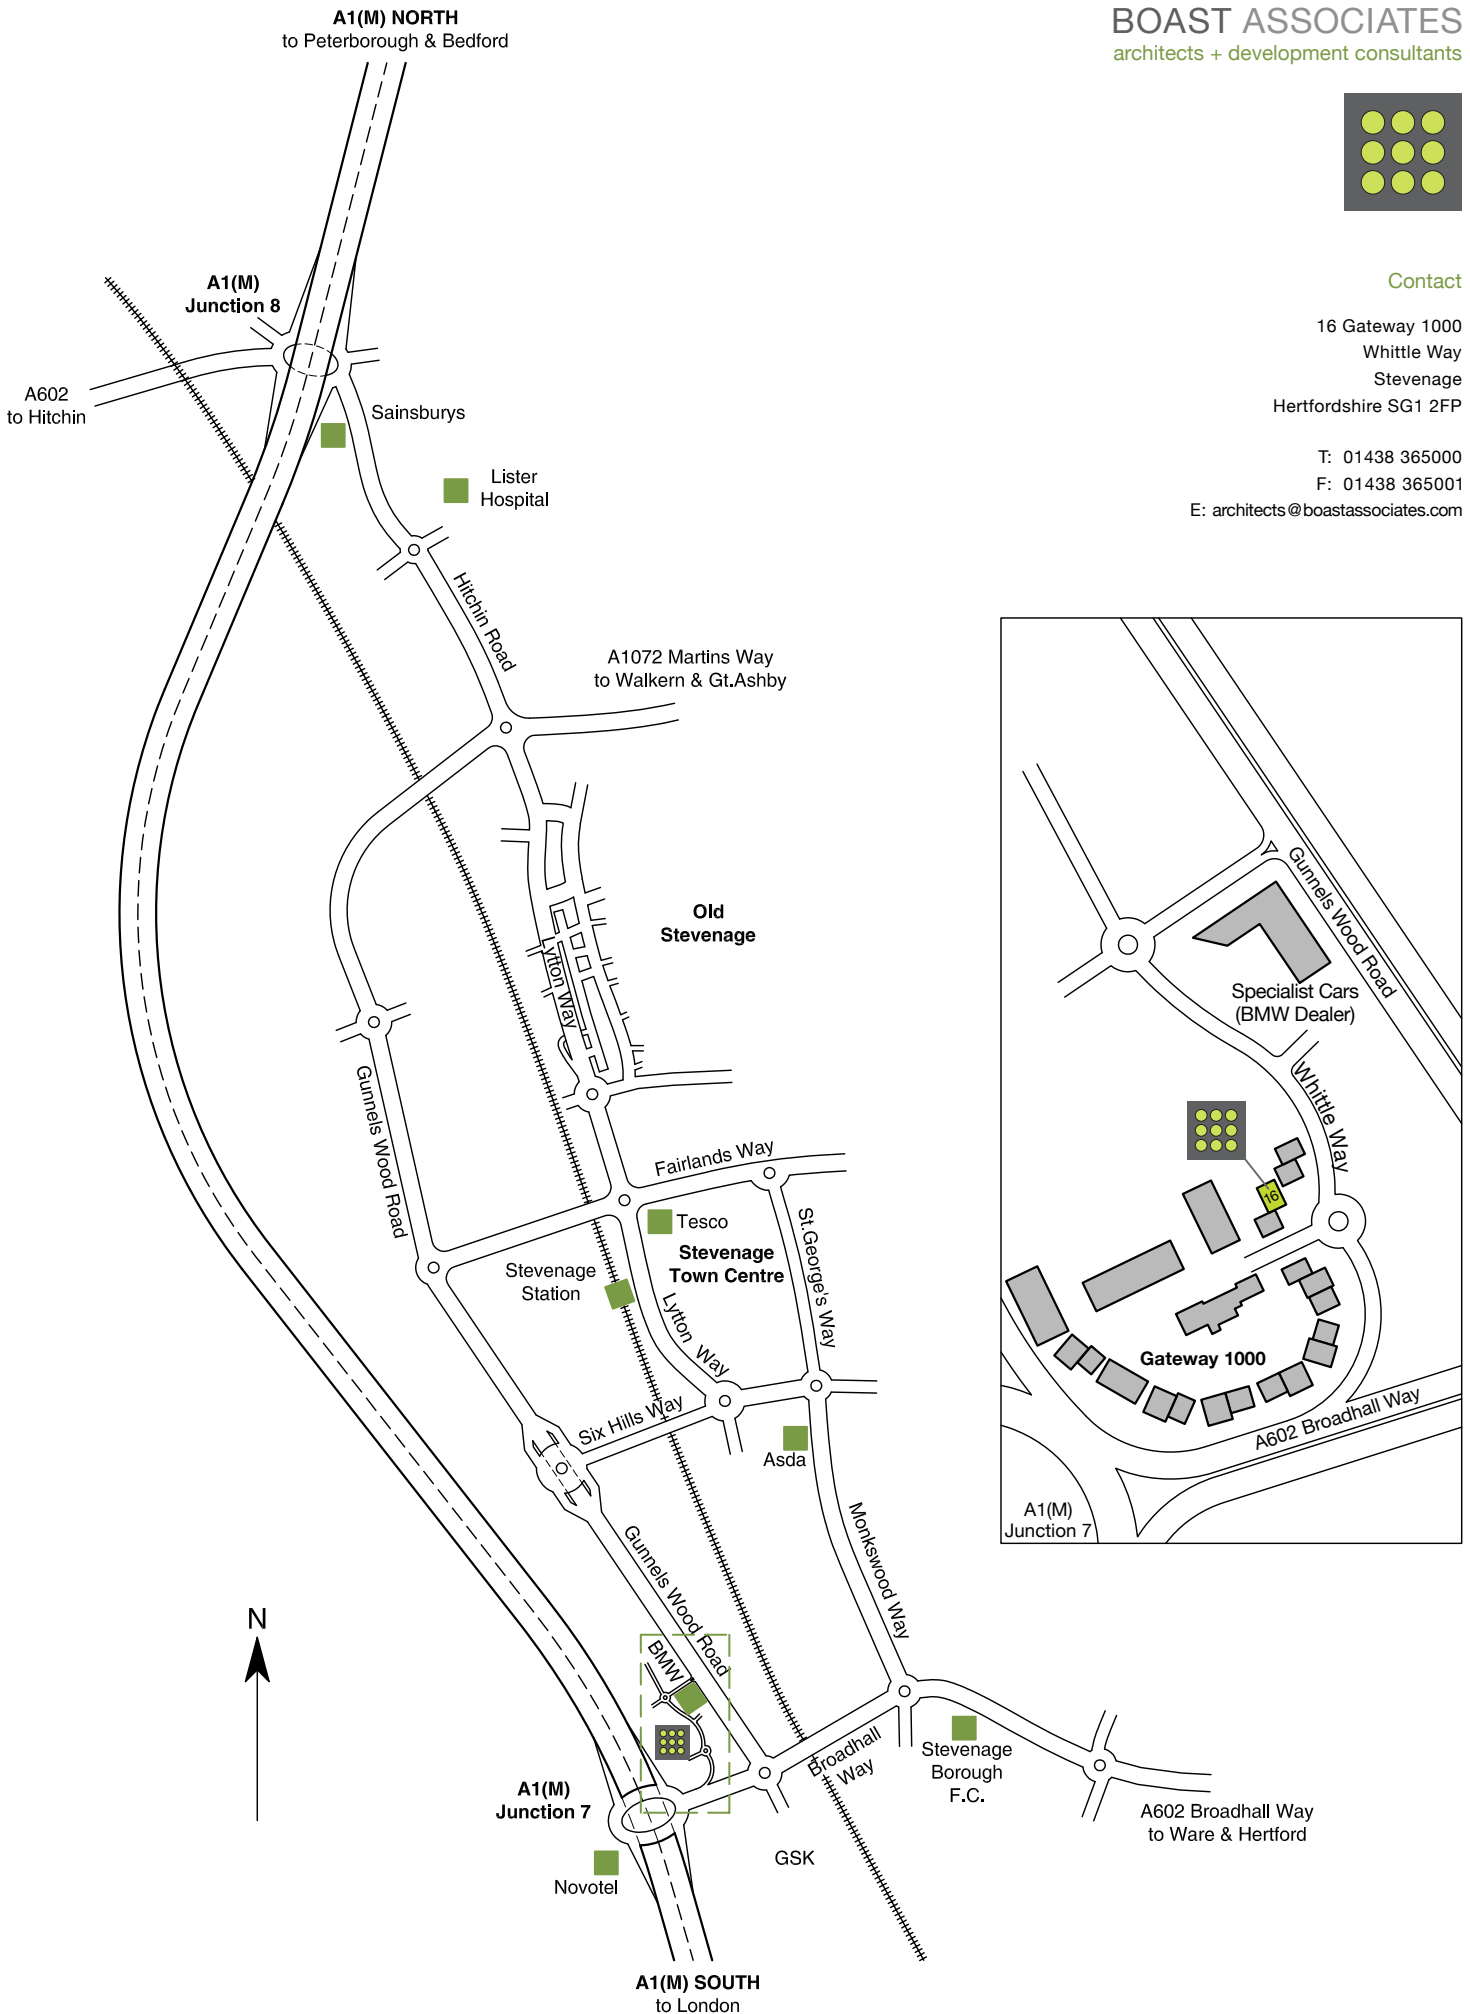 A1(M) NORTH
to Peterborough & Bedford
BOAST ASSOCIATES
architects + development consultants
Contact
16 Gateway 1000
Whittle Way
Stevenage
Hertfordshire SG1 2FP
T: 01438 365000
F: 01438 365001
E: architects@boastassociates.com
A1(M)
Junction 8
A602
to Hitchin
Sainsburys
Lister
Hospital
Hitchin Road
A1072 Martins Way
to Walkern & Gt.Ashby
Old
Stevenage
Lytton Way
Gunnels Wood Road
Fairlands Way
Tesco
Stevenage
Town Centre
St.George's Way
Stevenage
Station
Lytton Way
Six Hills Way
Asda
Monkswood Way
Gunnels Wood Road
BMW
Broadhall
Way
Stevenage
Borough
F.C.
A1(M)
Junction 7
A602 Broadhall Way
to Ware & Hertford
GSK
Novotel
N
A1(M) SOUTH
to London
Gunnels Wood Road
Specialist Cars
(BMW Dealer)
Whittle Way
16
Gateway 1000
A602 Broadhall Way
A1(M)
Junction 7